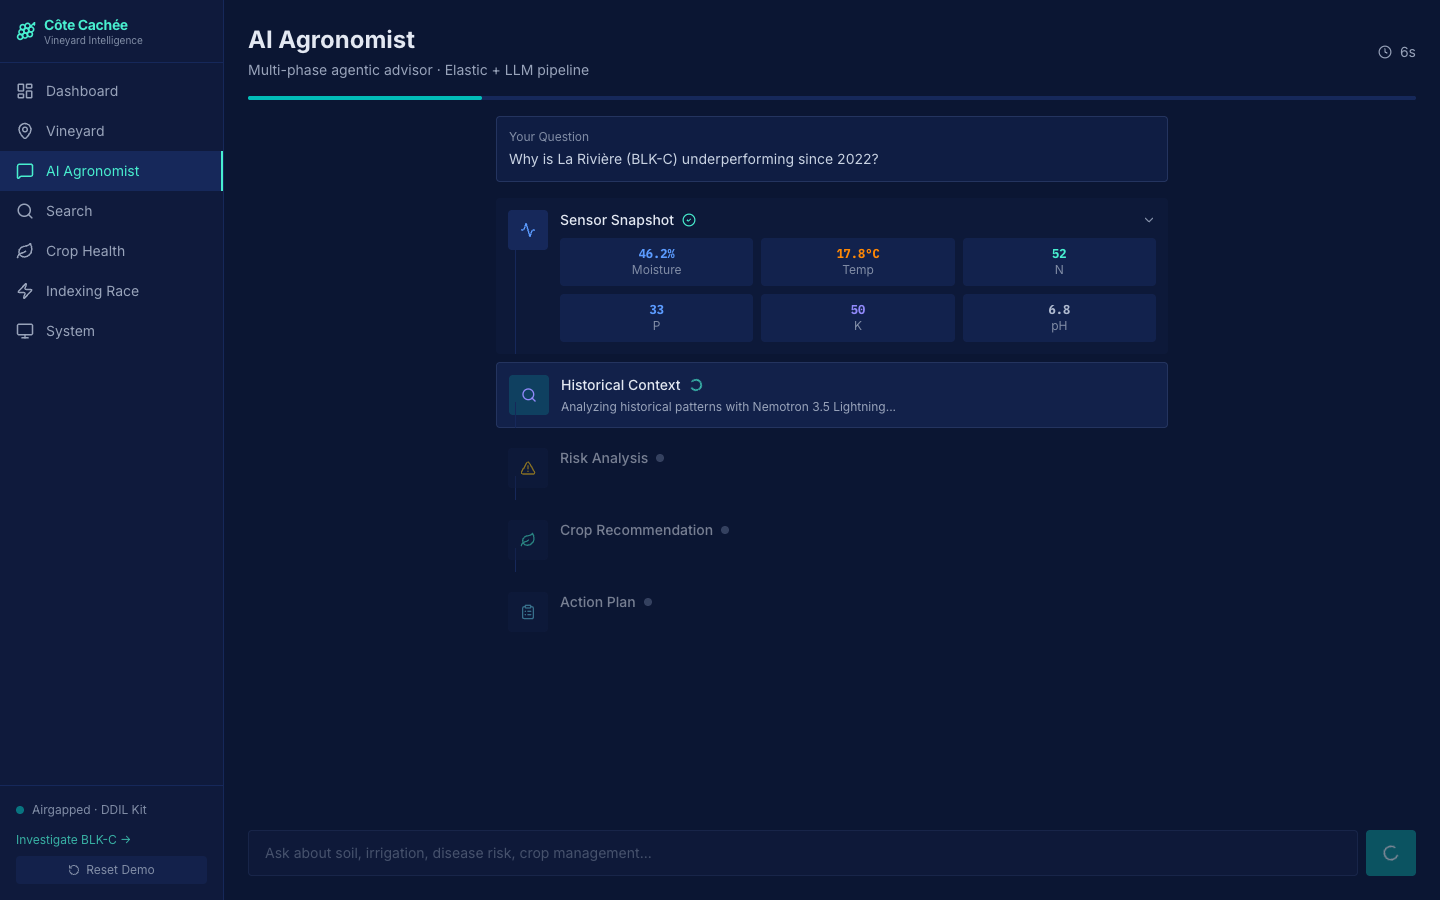 Côte Cachée
Vineyard Intelligence
Dashboard
Vineyard
AI Agronomist
Search
Crop Health
Indexing Race
System
Airgapped · DDIL Kit
Investigate BLK-C →
Reset Demo
AI Agronomist
Multi-phase agentic advisor · Elastic + LLM pipeline
6s
Your Question
Why is La Rivière (BLK-C) underperforming since 2022?
Sensor Snapshot
46.2%
Moisture
17.8°C
Temp
52
N
33
P
50
K
6.8
pH
Historical Context
Analyzing historical patterns with Nemotron 3.5 Lightning...
Risk Analysis
Crop Recommendation
Action Plan
Ask about soil, irrigation, disease risk, crop management...